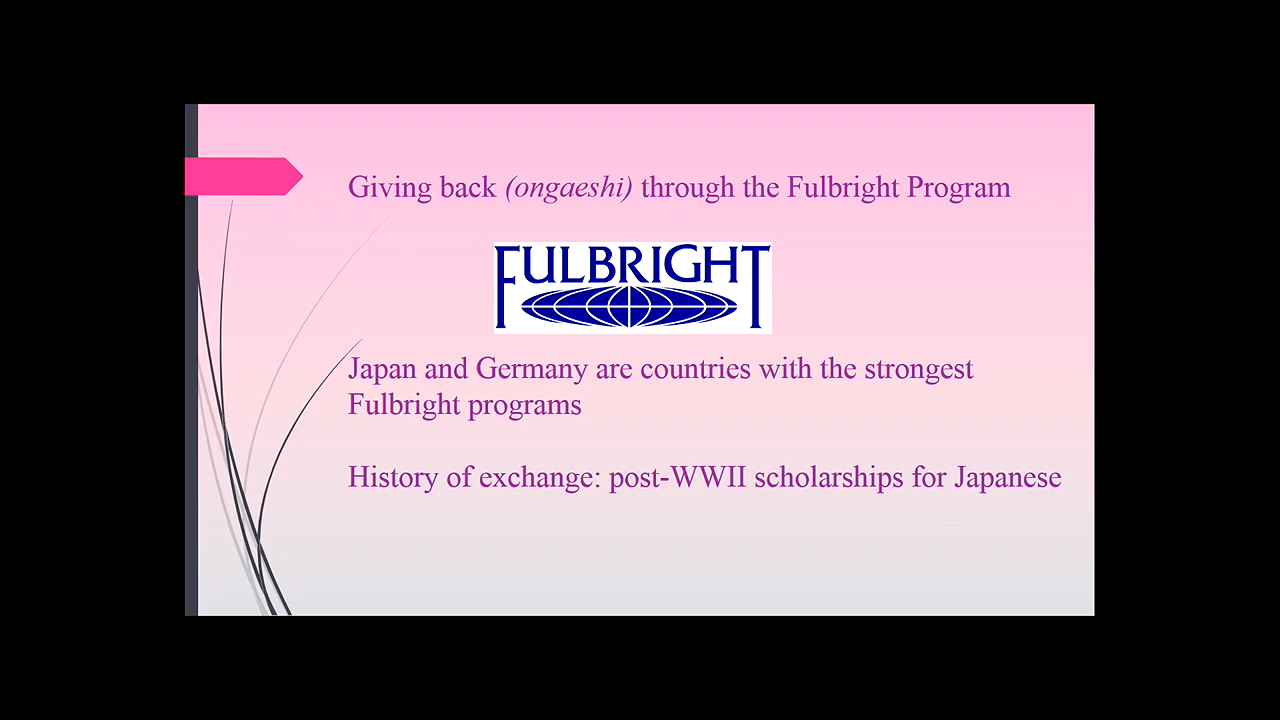 Giving back (ongaeshi) through the Fulbright Program
FULBRIGHT
Japan and Germany are countries with the strongest
Fulbright programs
History of exchange: post-WWII scholarships for Japanese